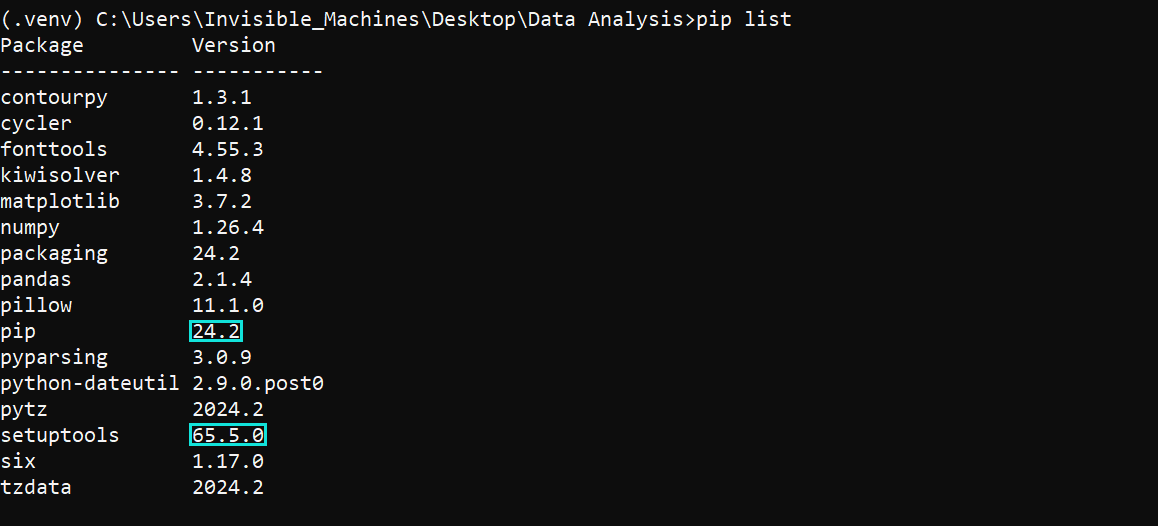 (.venv) C:\Users\Invisible_Machines\Desktop\Data Analysis>pip list
Package         Version
--------------- -----------
contourpy       1.3.1
cycler          0.12.1
fonttools       4.55.3
kiwisolver      1.4.8
matplotlib      3.7.2
numpy           1.26.4
packaging       24.2
pandas          2.1.4
pillow          11.1.0
pip             24.2
pyparsing       3.0.9
python-dateutil 2.9.0.post0
pytz            2024.2
setuptools      65.5.0
six             1.17.0
tzdata          2024.2